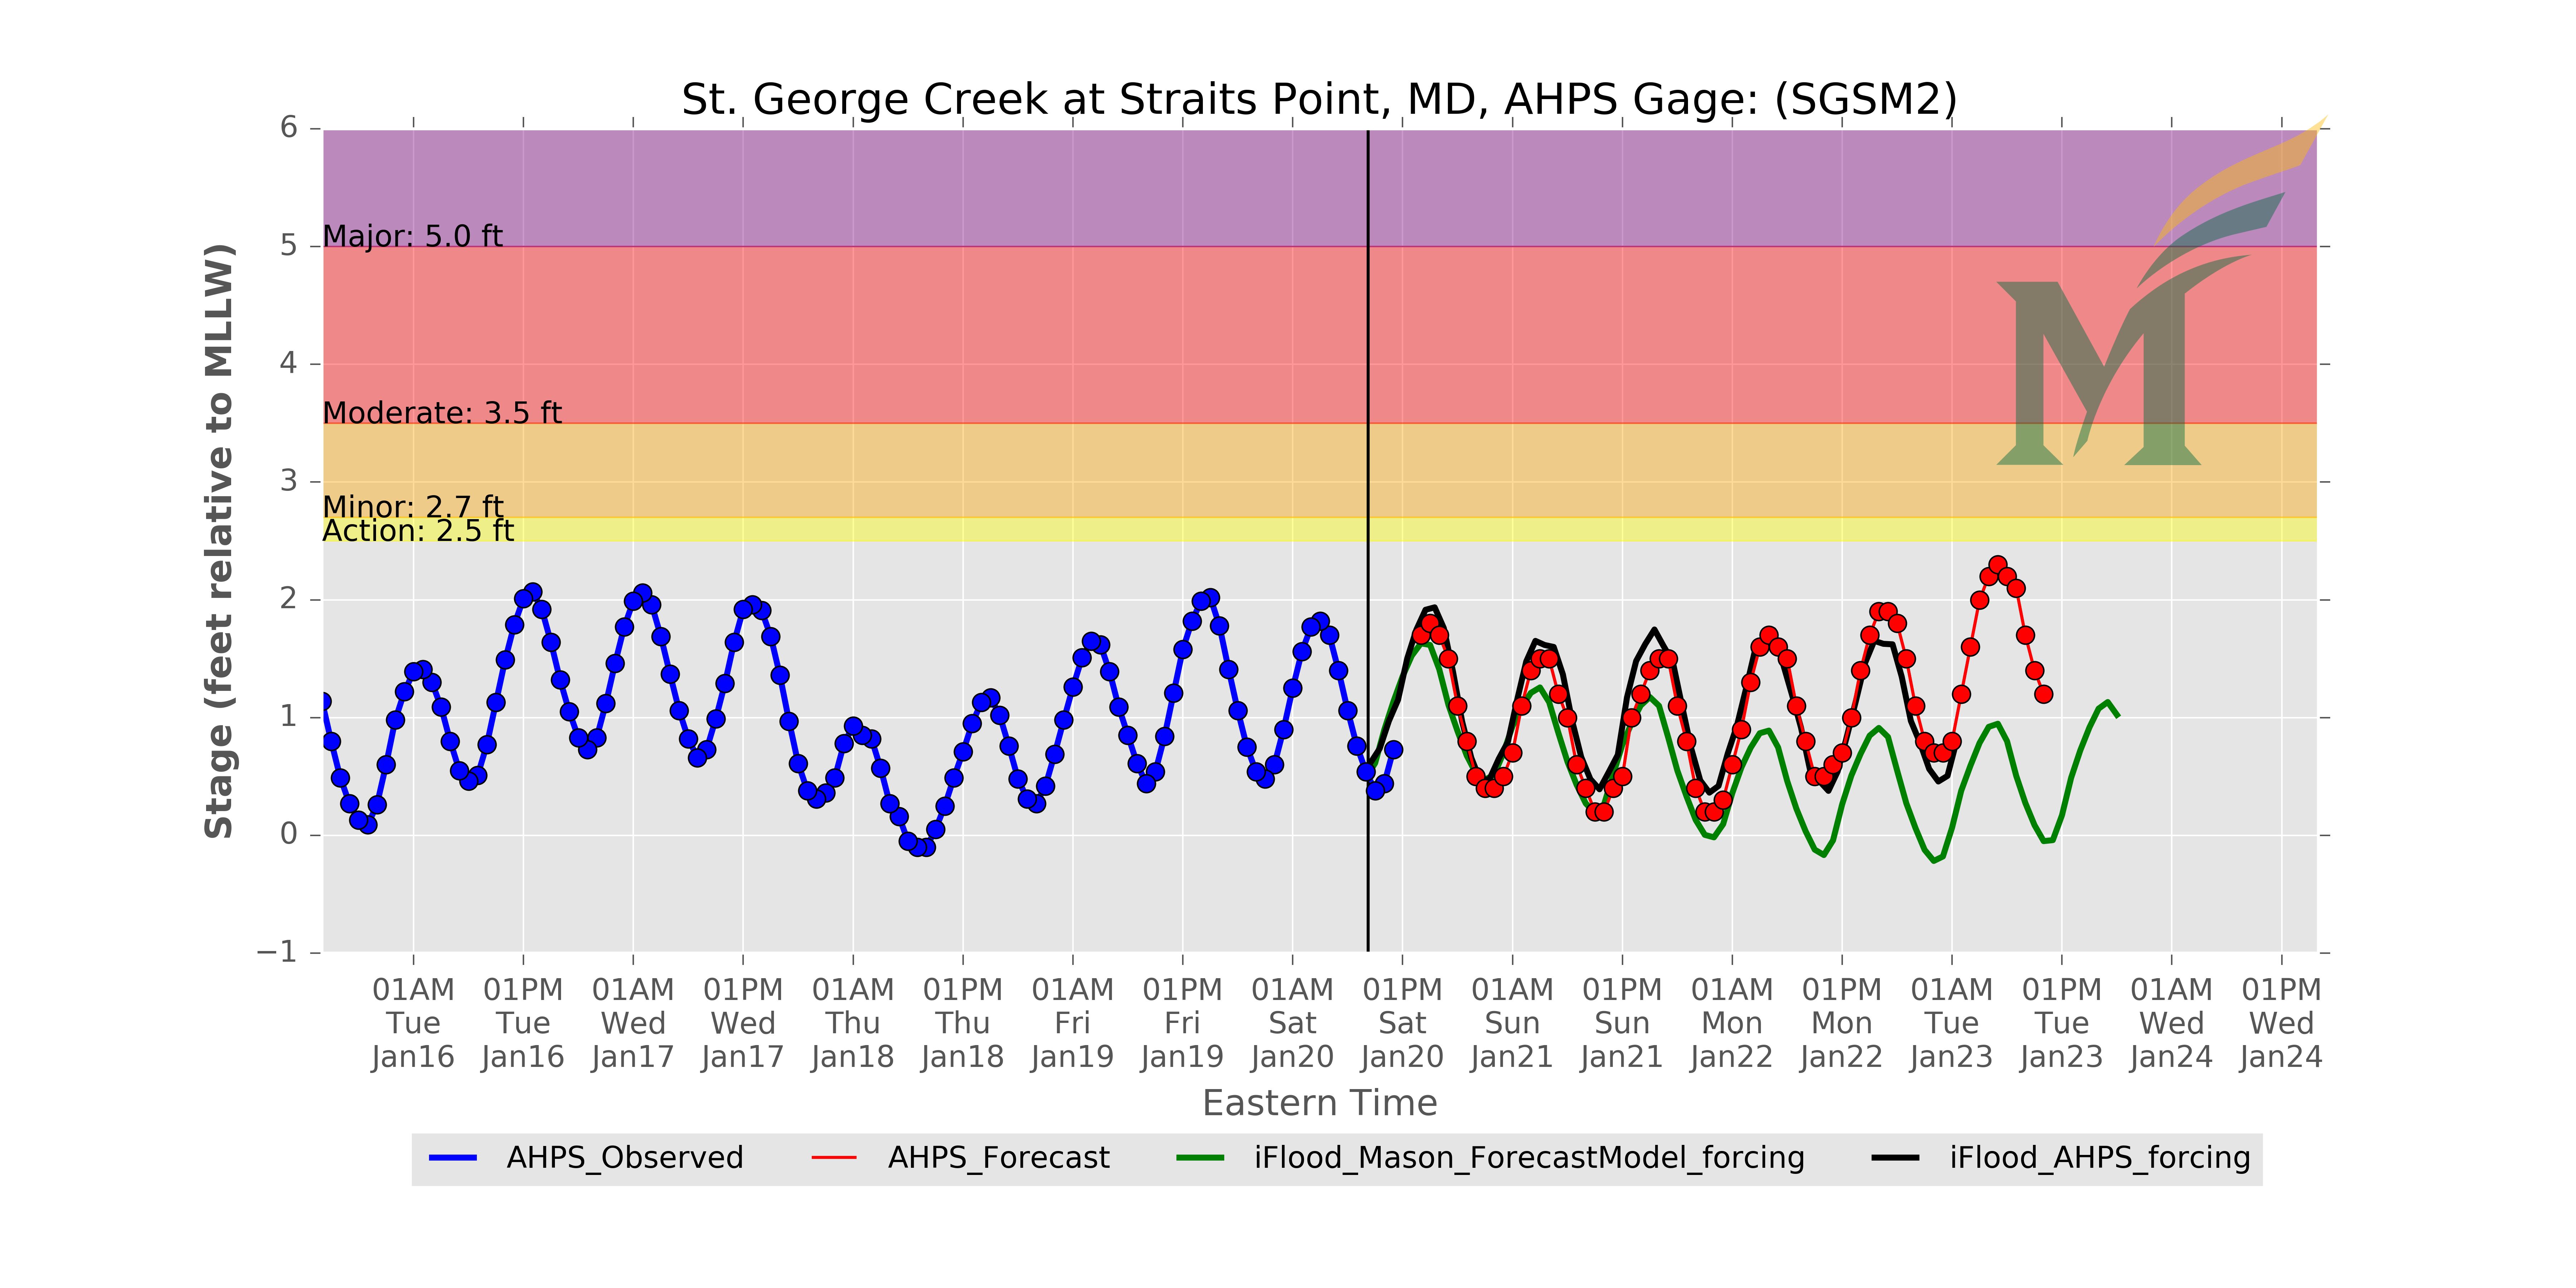 St. George Creek at Straits Point, MD, AHPS Gage: (SGSM2)
Stage (feet relative to MLLW)
6
5
4
3
2
1
0
−1
Major: 5.0 ft
Moderate: 3.5 ft
Minor: 2.7 ft
Action: 2.5 ft
M
01AM 01PM 01AM 01PM 01AM 01PM 01AM 01PM 01AM 01PM 01AM 01PM 01AM 01PM 01AM 01PM 01AM 01PM
Tue Tue Wed Wed Thu Thu Fri Fri Sat Sat Sun Sun Mon Mon Tue Tue Wed Wed
Jan16 Jan16 Jan17 Jan17 Jan18 Jan18 Jan19 Jan19 Jan20 Jan20 Jan21 Jan21 Jan22 Jan22 Jan23 Jan23 Jan24 Jan24
Eastern Time
AHPS_Observed AHPS_Forecast iFlood_Mason_ForecastModel_forcing iFlood_AHPS_forcing